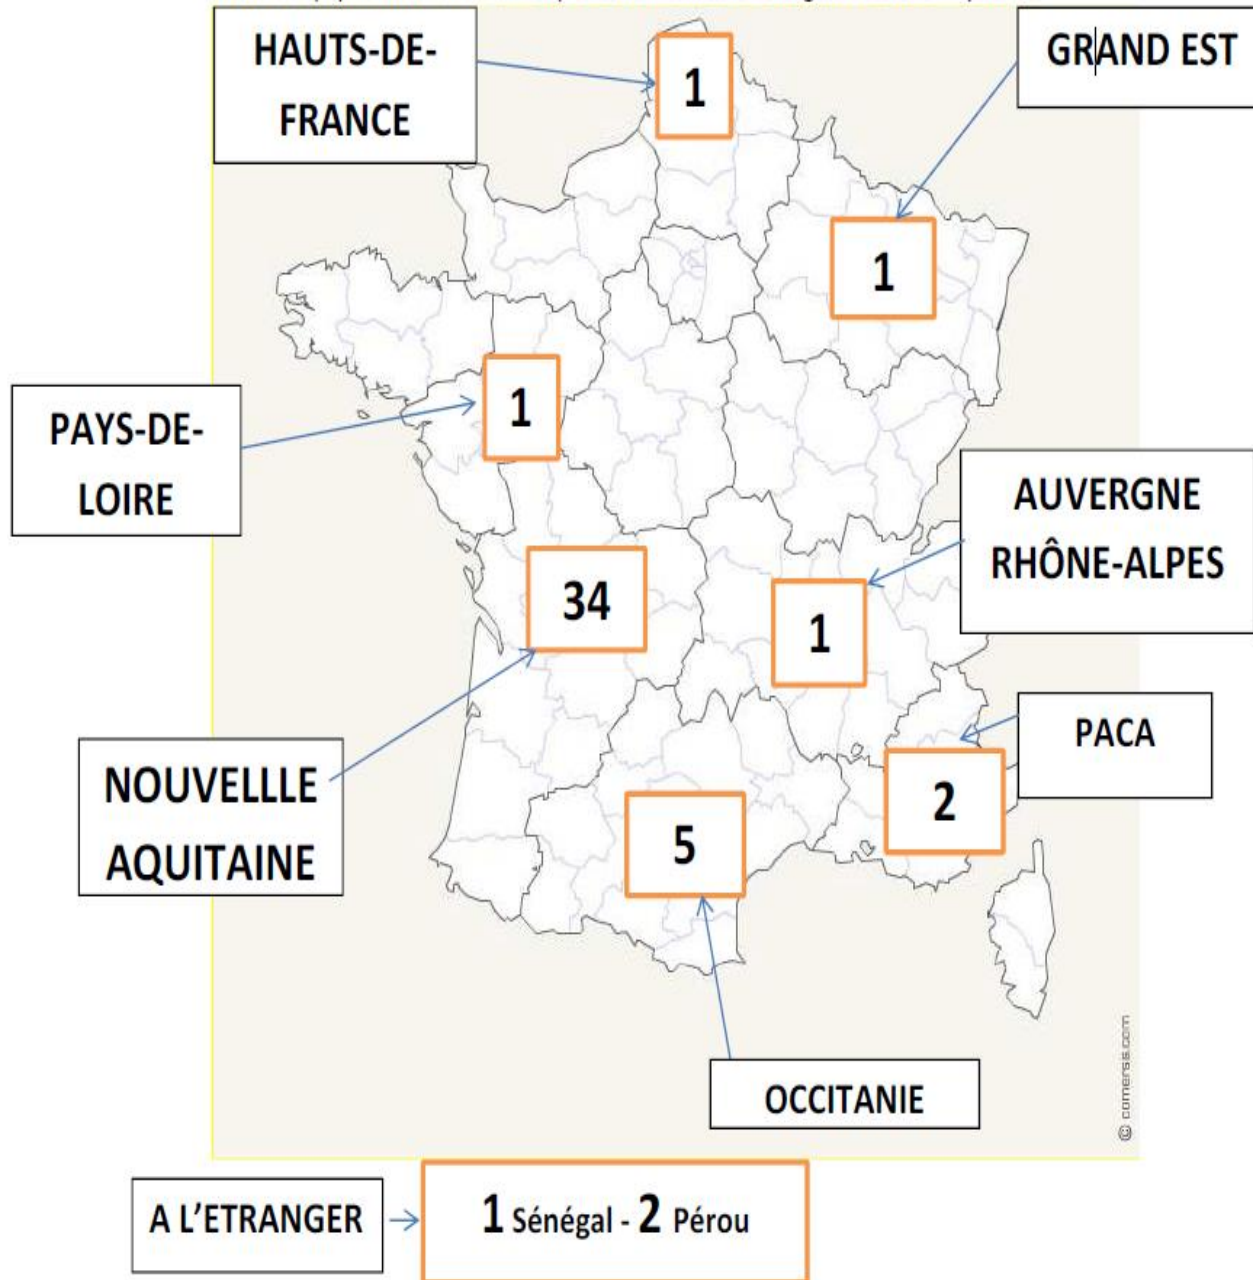 HAUTS-DE-
FRANCE
1
GRAND EST
1
PAYS-DE-
LOIRE
1
AUVERGNE
RHÔNE-ALPES
1
34
NOUVELLLE
AQUITAINE
PACA
2
5
OCCITANIE
© comersis.com
A L'ETRANGER
1 Sénégal - 2 Pérou